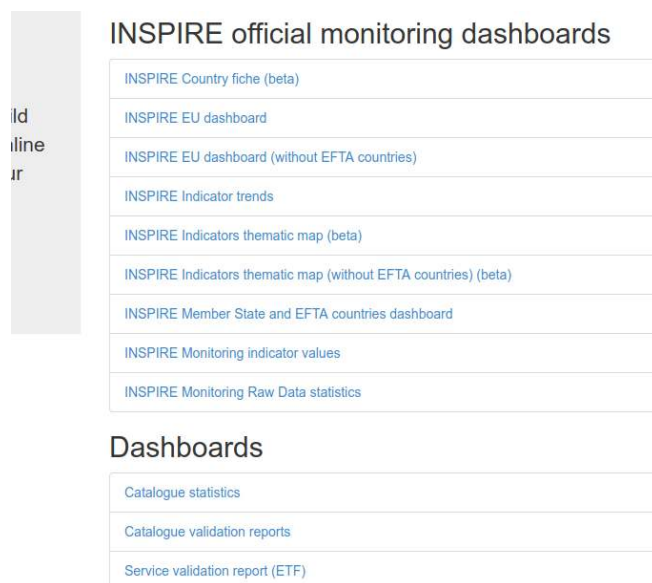 INSPIRE official monitoring dashboards
INSPIRE Country fiche (beta)
INSPIRE EU dashboard
INSPIRE EU dashboard (without EFTA countries)
INSPIRE Indicator trends
INSPIRE Indicators thematic map (beta)
INSPIRE Indicators thematic map (without EFTA countries) (beta)
INSPIRE Member State and EFTA countries dashboard
INSPIRE Monitoring indicator values
INSPIRE Monitoring Raw Data statistics
Dashboards
Catalogue statistics
Catalogue validation reports
Service validation report (ETF)